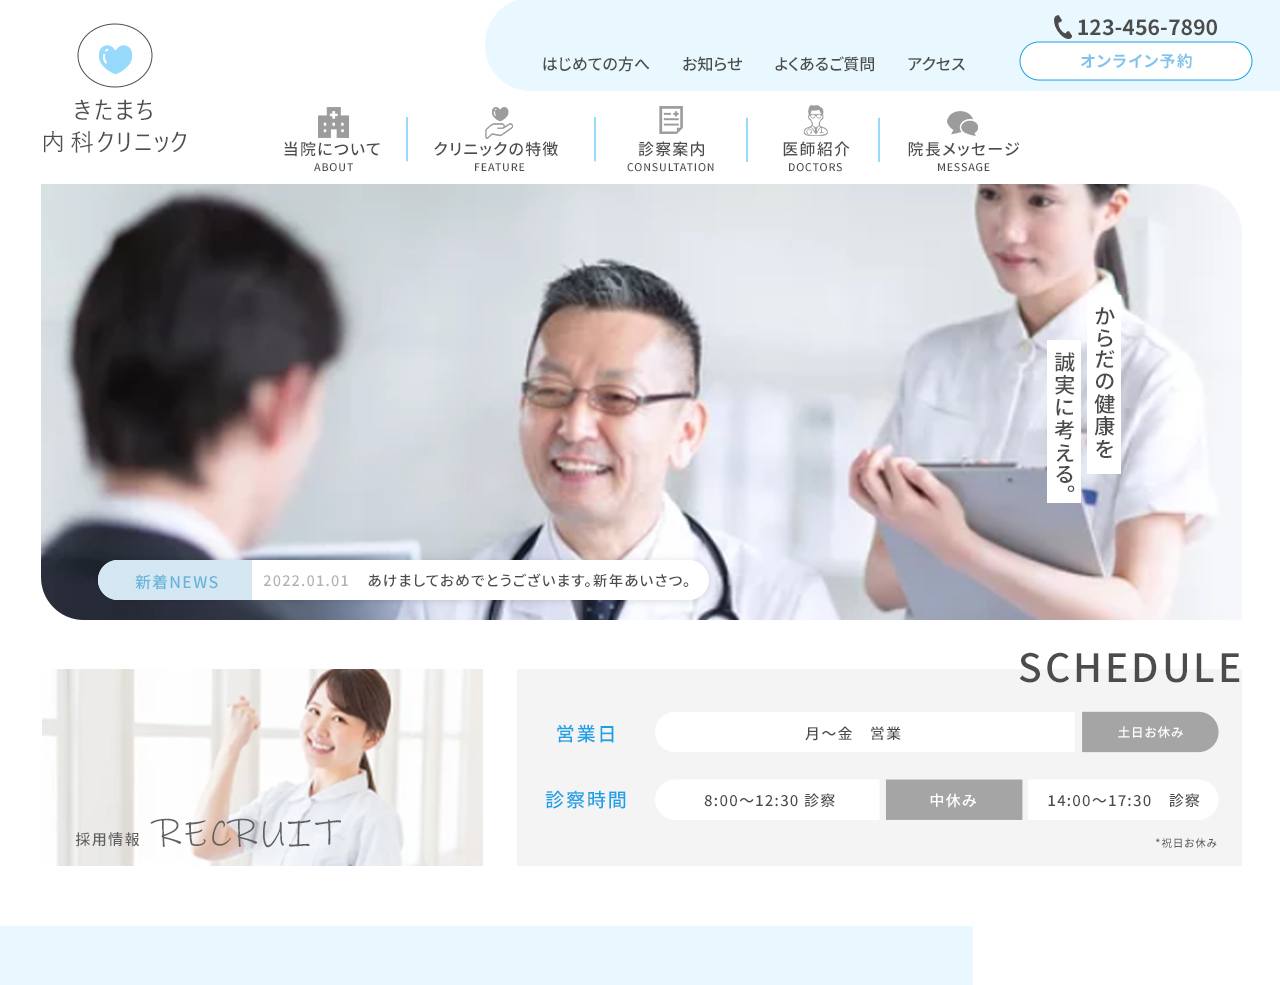 123-456-7890
はじめての方へ お知らせ よくあるご質問 アクセス オンライン予約
きたまち
内科クリニック
当院について クリニックの特徴 診察案内 医師紹介 院長メッセージ
ABOUT FEATURE CONSULTATION DOCTORS MESSAGE
からだの健康を
誠実に考える。
新着NEWS 2022.01.01 あけましておめでとうございます。新年あいさつ。
SCHEDULE
営業日 月〜金 営業 土日お休み
診察時間 8:00〜12:30 診察 中休み 14:00〜17:30 診察
*祝日お休み
採用情報 RECRUIT